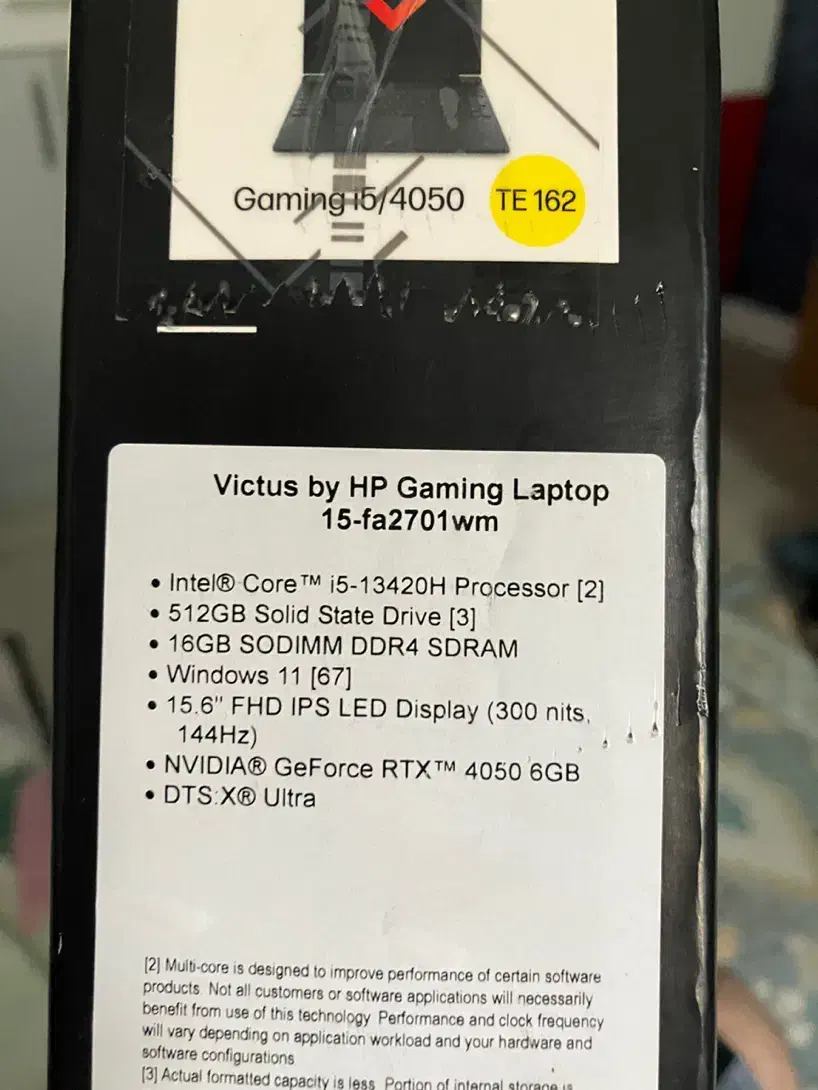 Gaming i5/4050
TE 162
Victus by HP Gaming Laptop
15-fa2701wm
• Intel® Core™ i5-13420H Processor [2]
• 512GB Solid State Drive [3]
• 16GB SODIMM DDR4 SDRAM
• Windows 11 [67]
• 15.6" FHD IPS LED Display (300 nits,
144Hz)
• NVIDIA® GeForce RTX™ 4050 6GB
• DTS:X® Ultra
[2] Multi-core is designed to improve performance of certain software
products. Not all customers or software applications will necessarily
benefit from use of this technology. Performance and clock frequency
will vary depending on application workload and your hardware and
software configurations
[3] Actual formatted capacity is less. Portion of internal storage is